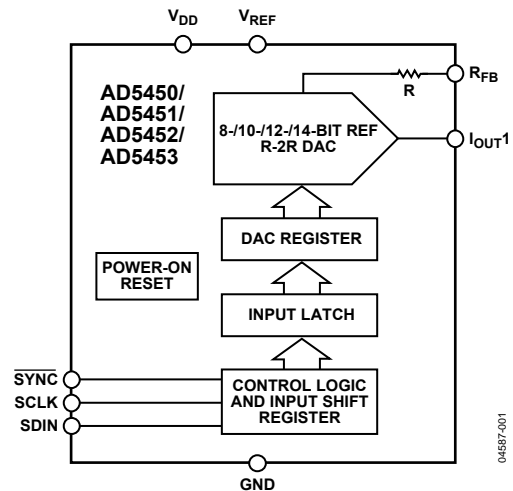 VDD
VREF
RFB
R
AD5450/
AD5451/
AD5452/
AD5453
8-/10-/12-/14-BIT REF
R-2R DAC
IOUT1
DAC REGISTER
POWER-ON
RESET
INPUT LATCH
SYNC
SCLK
SDIN
CONTROL LOGIC
AND INPUT SHIFT
REGISTER
GND
04587-001